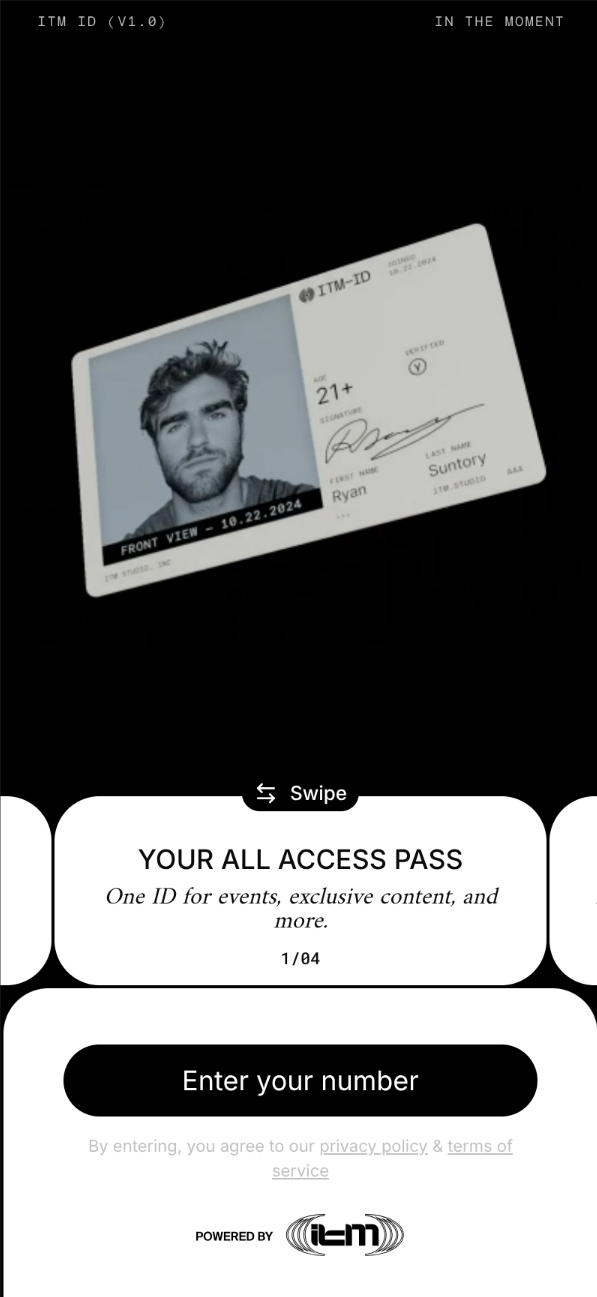 ITM ID (V1.0)
IN THE MOMENT
ITM-ID
JOINED
10.22.2024
AGE
21+
VERIFIED
Y
SIGNATURE
FIRST NAME
Ryan
LAST NAME
Suntory
ITM.STUDIO
AAA
FRONT VIEW — 10.22.2024
ITM STUDIO, INC.
Swipe
YOUR ALL ACCESS PASS
One ID for events, exclusive content, and
more.
1/04
Enter your number
By entering, you agree to our privacy policy & terms of
service
POWERED BY
itm